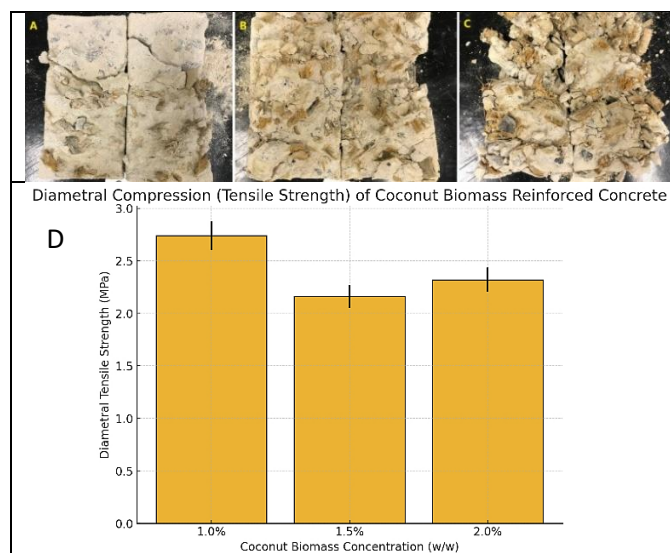 A
B
C
Diametral Compression (Tensile Strength) of Coconut Biomass Reinforced Concrete
D
3.0
2.5
2.0
1.5
1.0
0.5
0.0
Diametral Tensile Strength (MPa)
1.0%
1.5%
2.0%
Coconut Biomass Concentration (w/w)